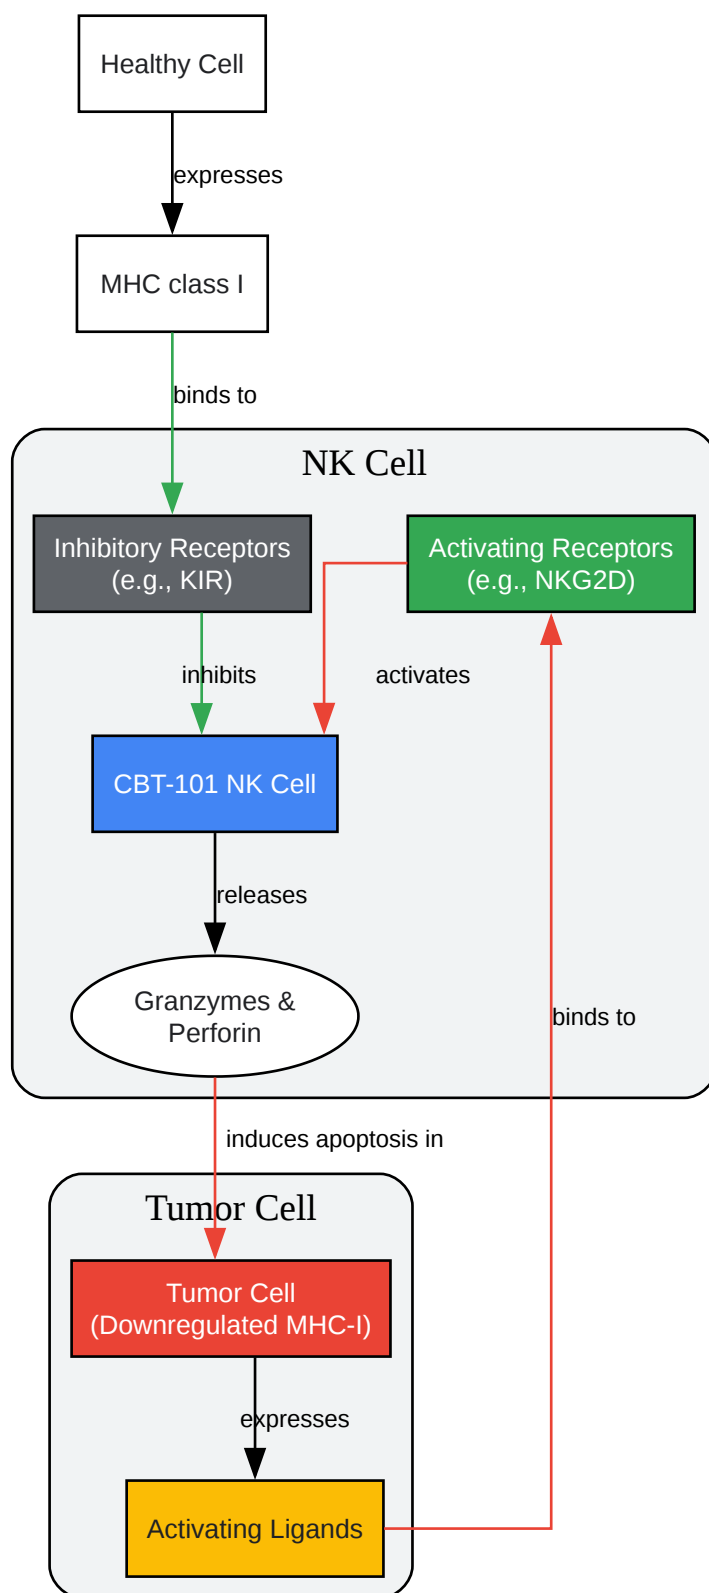 Healthy Cell
expresses
MHC class I
binds to
NK Cell
Inhibitory Receptors
(e.g., KIR)
Activating Receptors
(e.g., NKG2D)
inhibits
activates
CBT-101 NK Cell
releases
Granzymes &
Perforin
binds to
induces apoptosis in
Tumor Cell
Tumor Cell
(Downregulated MHC-I)
expresses
Activating Ligands